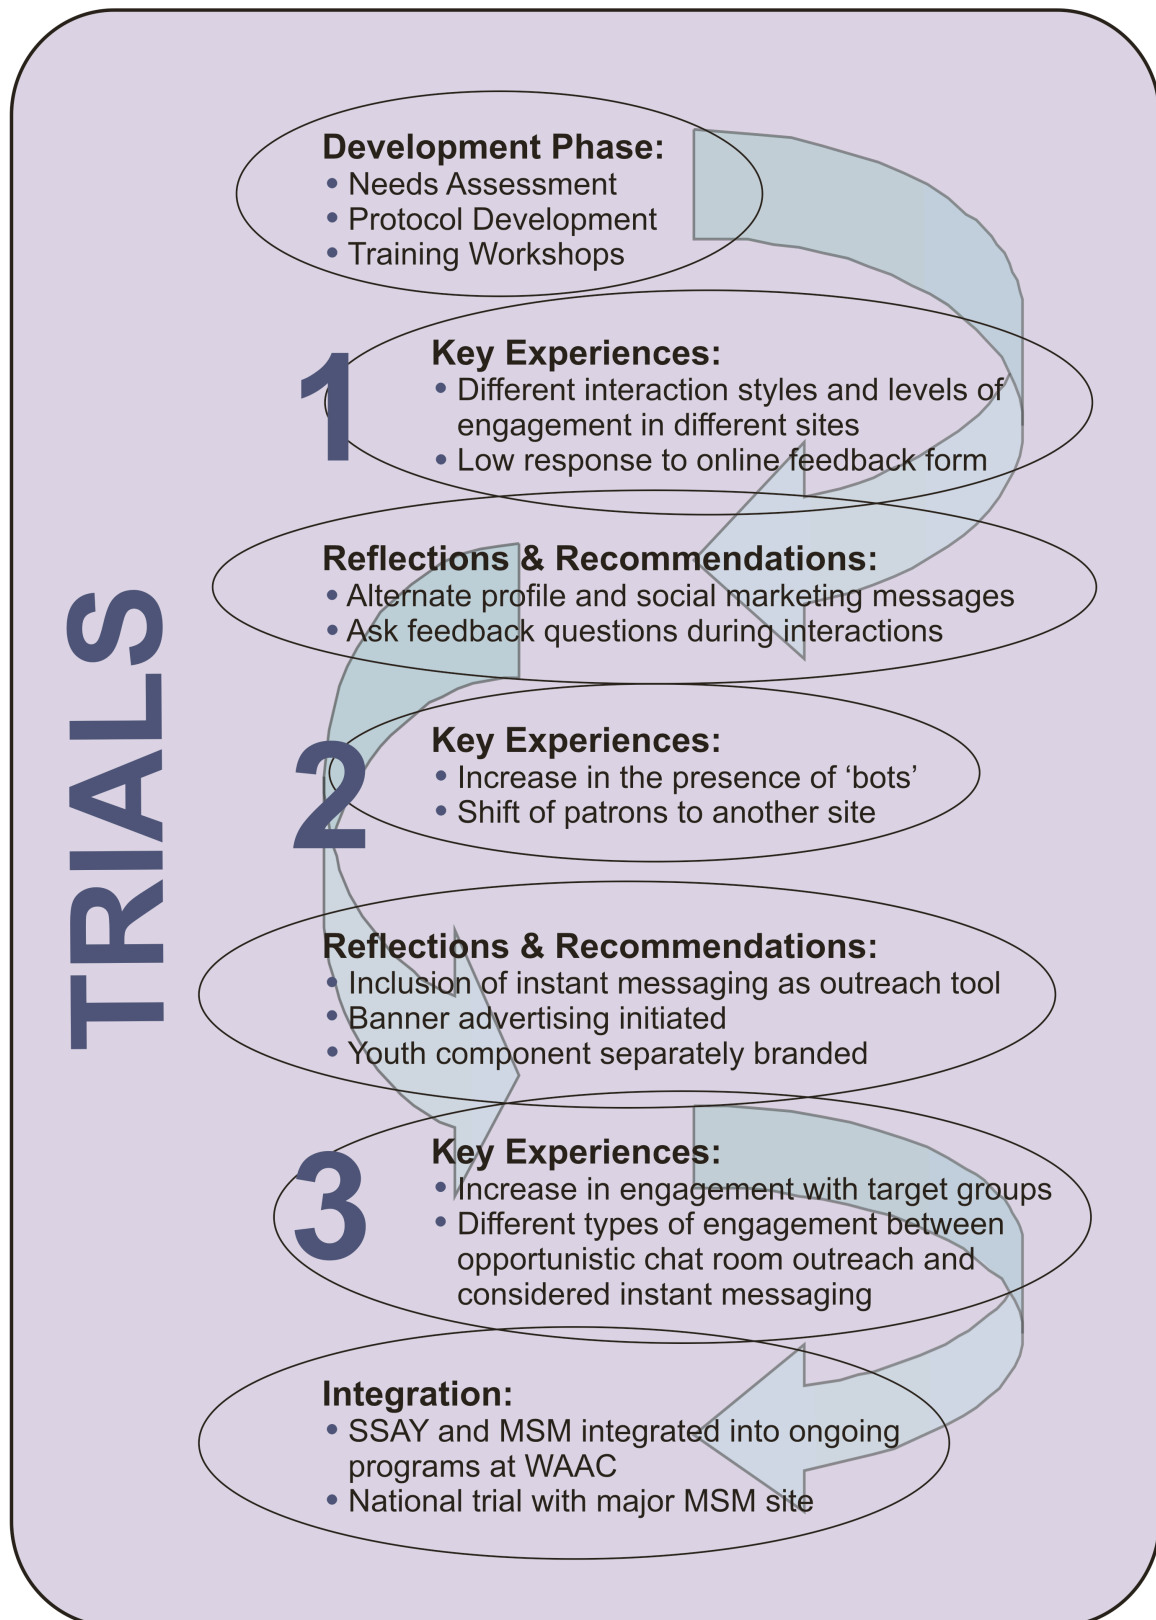 TRIALS
Development Phase:
• Needs Assessment
• Protocol Development
• Training Workshops
1
Key Experiences:
• Different interaction styles and levels of
engagement in different sites
• Low response to online feedback form
Reflections & Recommendations:
• Alternate profile and social marketing messages
• Ask feedback questions during interactions
2
Key Experiences:
• Increase in the presence of ‘bots’
• Shift of patrons to another site
Reflections & Recommendations:
• Inclusion of instant messaging as outreach tool
• Banner advertising initiated
• Youth component separately branded
3
Key Experiences:
• Increase in engagement with target groups
• Different types of engagement between
opportunistic chat room outreach and
considered instant messaging
Integration:
• SSAY and MSM integrated into ongoing
programs at WAAC
• National trial with major MSM site